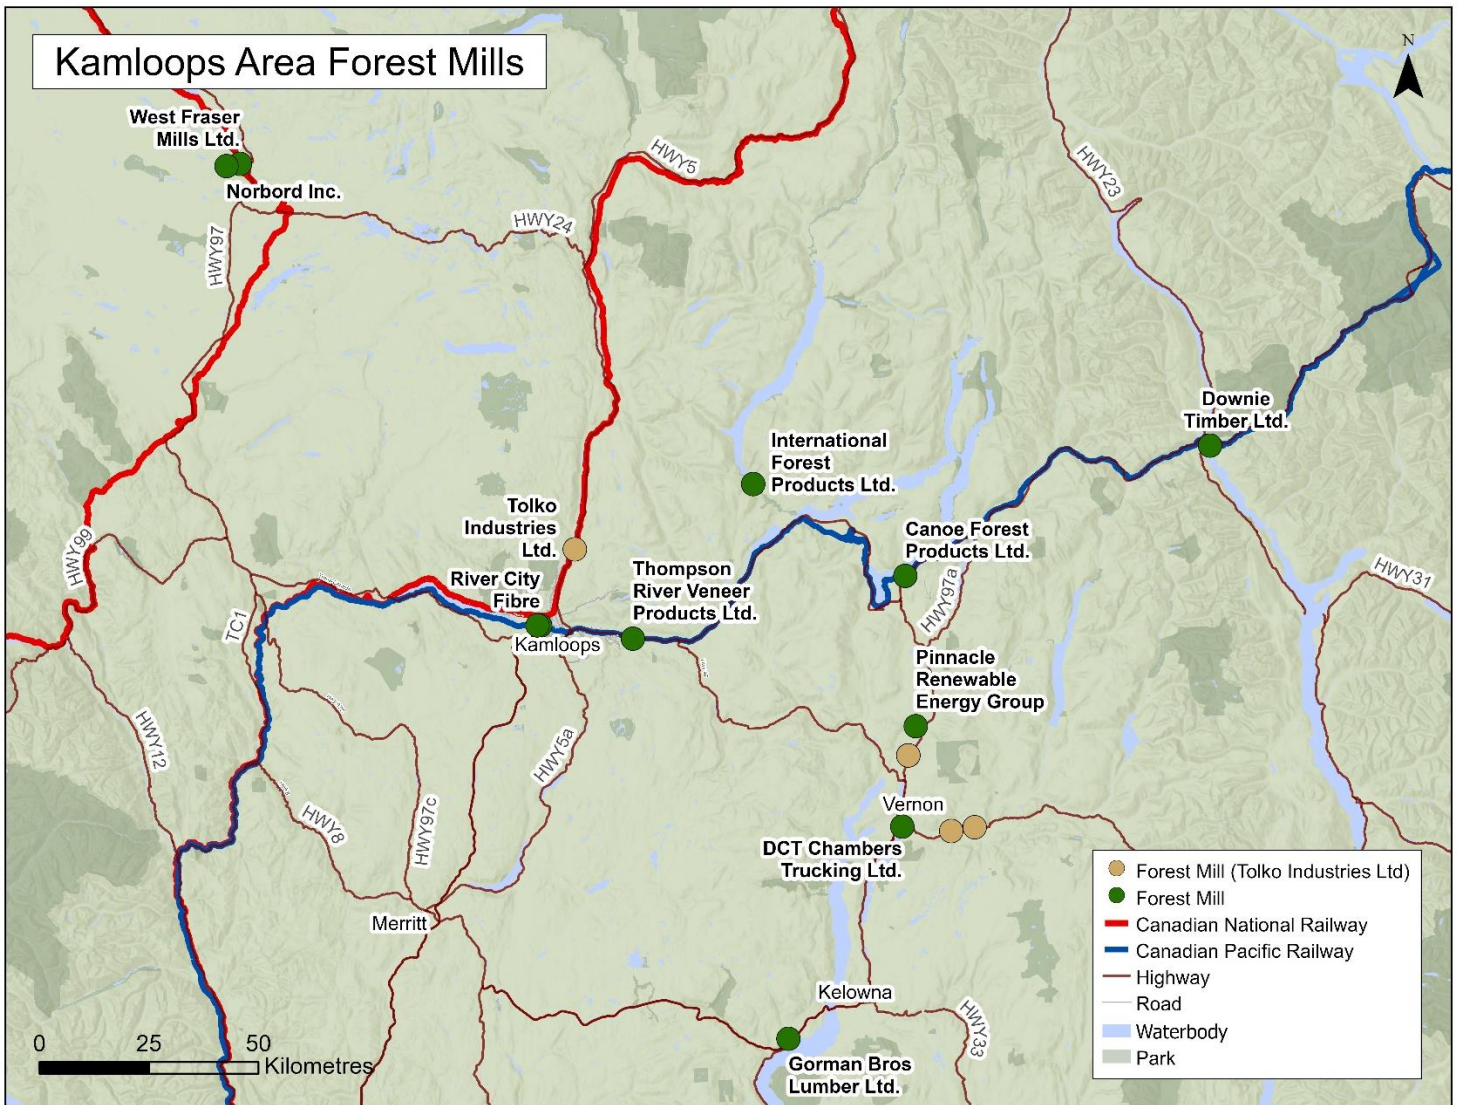 Kamloops Area Forest Mills
N
West Fraser
Mills Ltd.
Norbord Inc.
HWY5
HWY23
HWY24
HWY97
Downie
Timber Ltd.
International
Forest
Products Ltd.
Tolko
Industries
Ltd.
Canoe Forest
Products Ltd.
HWY99
Thompson
River Veneer
Products Ltd.
River City
Fibre
HWY31
HWY97a
TC1
Kamloops
Pinnacle
Renewable
Energy Group
HWY12
HWY5a
HWY8
HWY97c
Vernon
DCT Chambers
Trucking Ltd.
Merritt
Kelowna
HWY33
Gorman Bros
Lumber Ltd.
0 25 50
Kilometres
Forest Mill (Tolko Industries Ltd)
Forest Mill
Canadian National Railway
Canadian Pacific Railway
Highway
Road
Waterbody
Park